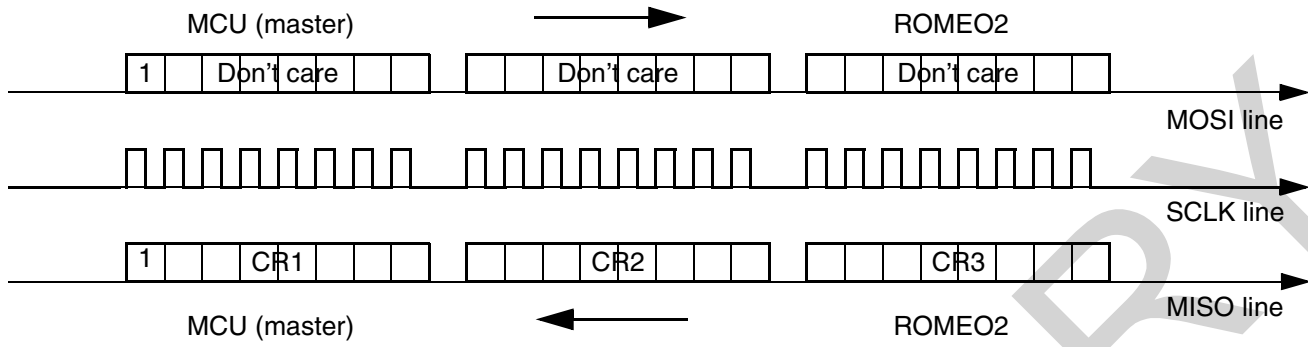 MCU (master) ROMEO2
1 Don't care Don't care Don't care
MOSI line
SCLK line
1 CR1 CR2 CR3
MISO line
MCU (master) ROMEO2
RY